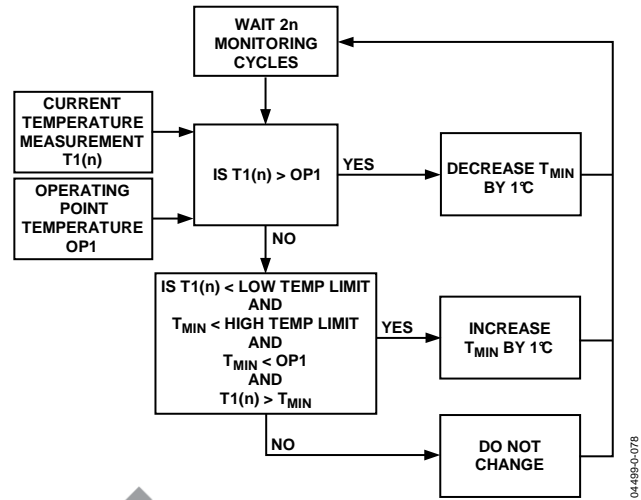 WAIT 2n
MONITORING
CYCLES
CURRENT
TEMPERATURE
MEASUREMENT
T1(n)
IS T1(n) > OP1
YES
DECREASE TMIN
BY 1°C
OPERATING
POINT
TEMPERATURE
OP1
NO
IS T1(n) < LOW TEMP LIMIT
AND
TMIN < HIGH TEMP LIMIT
AND
TMIN < OP1
AND
T1(n) > TMIN
YES
INCREASE
TMIN BY 1°C
NO
DO NOT
CHANGE
04499-0-078